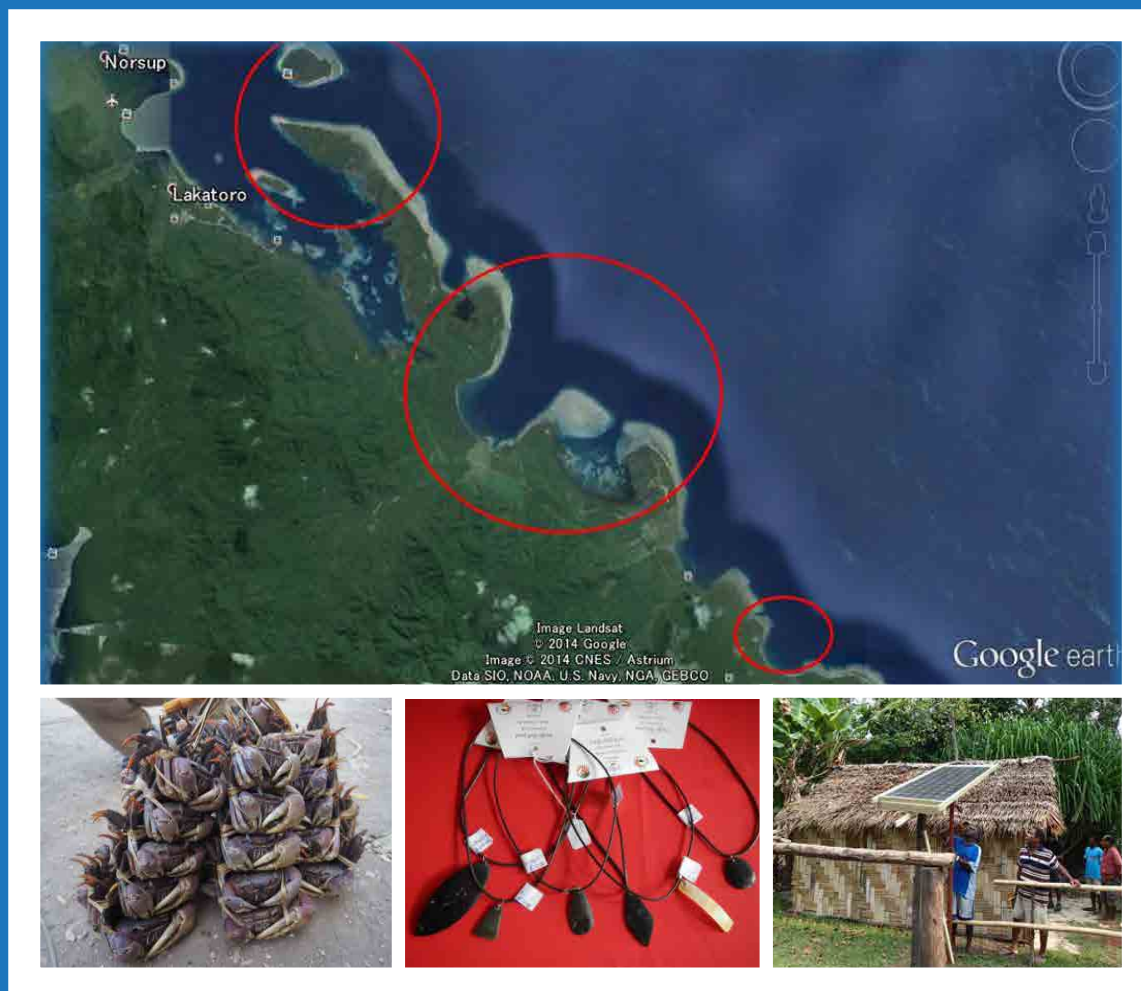 Norsup
Lakatoro
Image Landsat
© 2014 Google
Image © 2014 CNES / Astrium
Data SIO, NOAA, U.S. Navy, NGA, GEBCO
Google earth